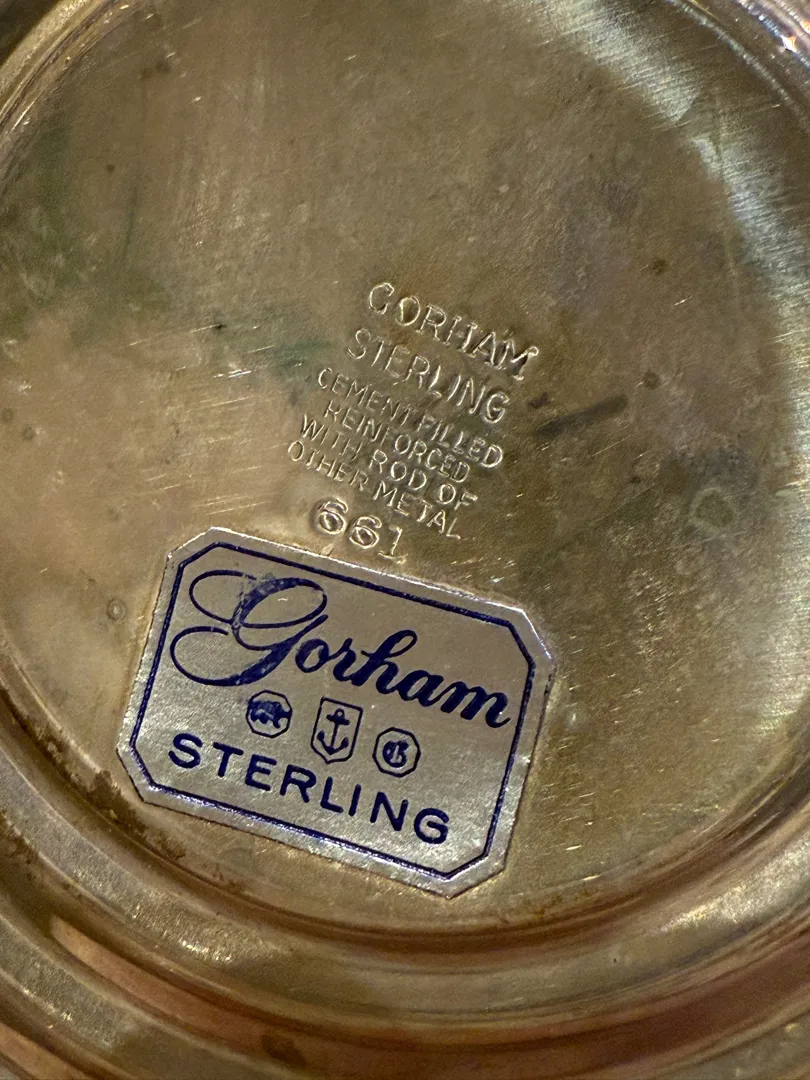 GORHAM
STERLING
CEMENT FILLED
REINFORCED
WITH ROD OF
OTHER METAL
661
Gorham
STERLING